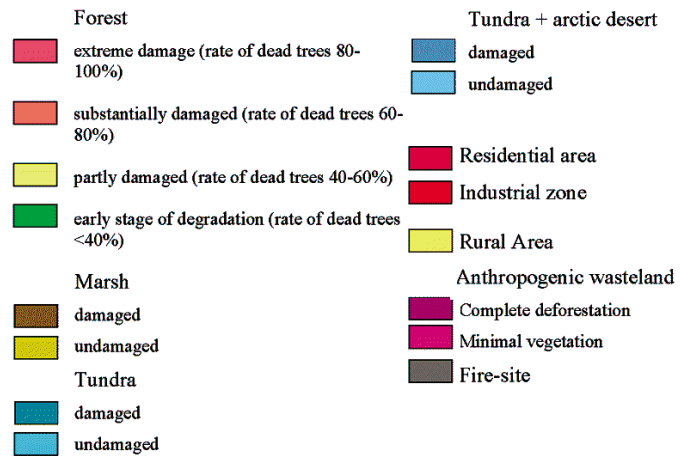 Forest
extreme damage (rate of dead trees 80-
100%)
substantially damaged (rate of dead trees 60-
80%)
partly damaged (rate of dead trees 40-60%)
early stage of degradation (rate of dead trees
<40%)
Marsh
damaged
undamaged
Tundra
damaged
undamaged
Tundra + arctic desert
damaged
undamaged
Residential area
Industrial zone
Rural Area
Anthropogenic wasteland
Complete deforestation
Minimal vegetation
Fire-site